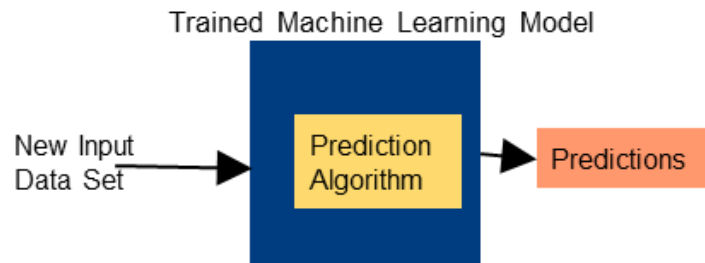 Trained Machine Learning Model
New Input
Data Set
Prediction
Algorithm
Predictions